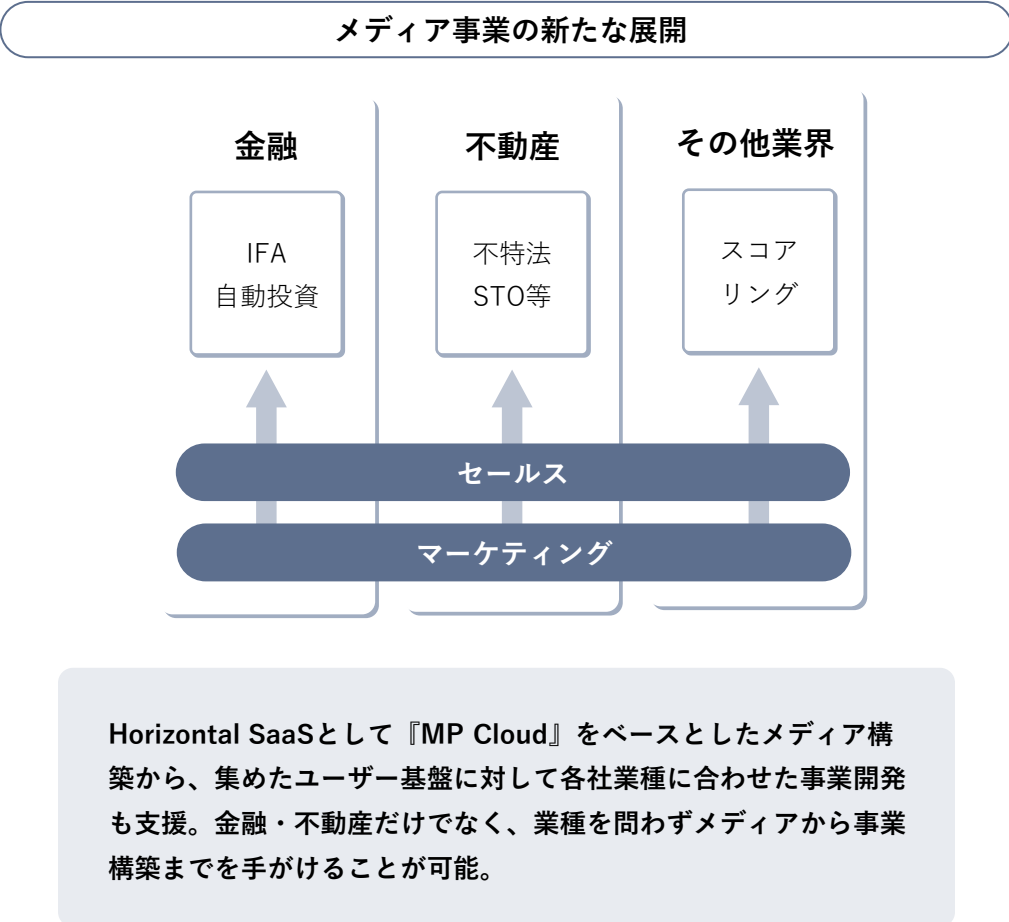 メディア事業の新たな展開
金融
不動産
その他業界
IFA
自動投資
不特法
STO等
スコア
リング
セールス
マーケティング
Horizontal SaaSとして『MP Cloud』をベースとしたメディア構
築から、集めたユーザー基盤に対して各社業種に合わせた事業開発
も支援。金融・不動産だけでなく、業種を問わずメディアから事業
構築までを手がけることが可能。